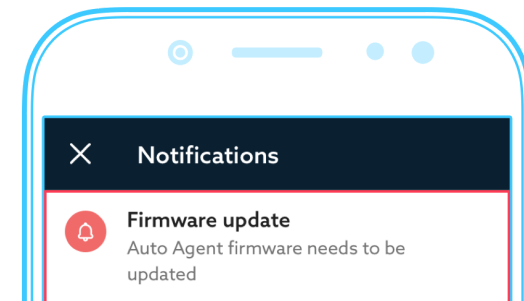 Notifications
Firmware update
Auto Agent firmware needs to be
updated